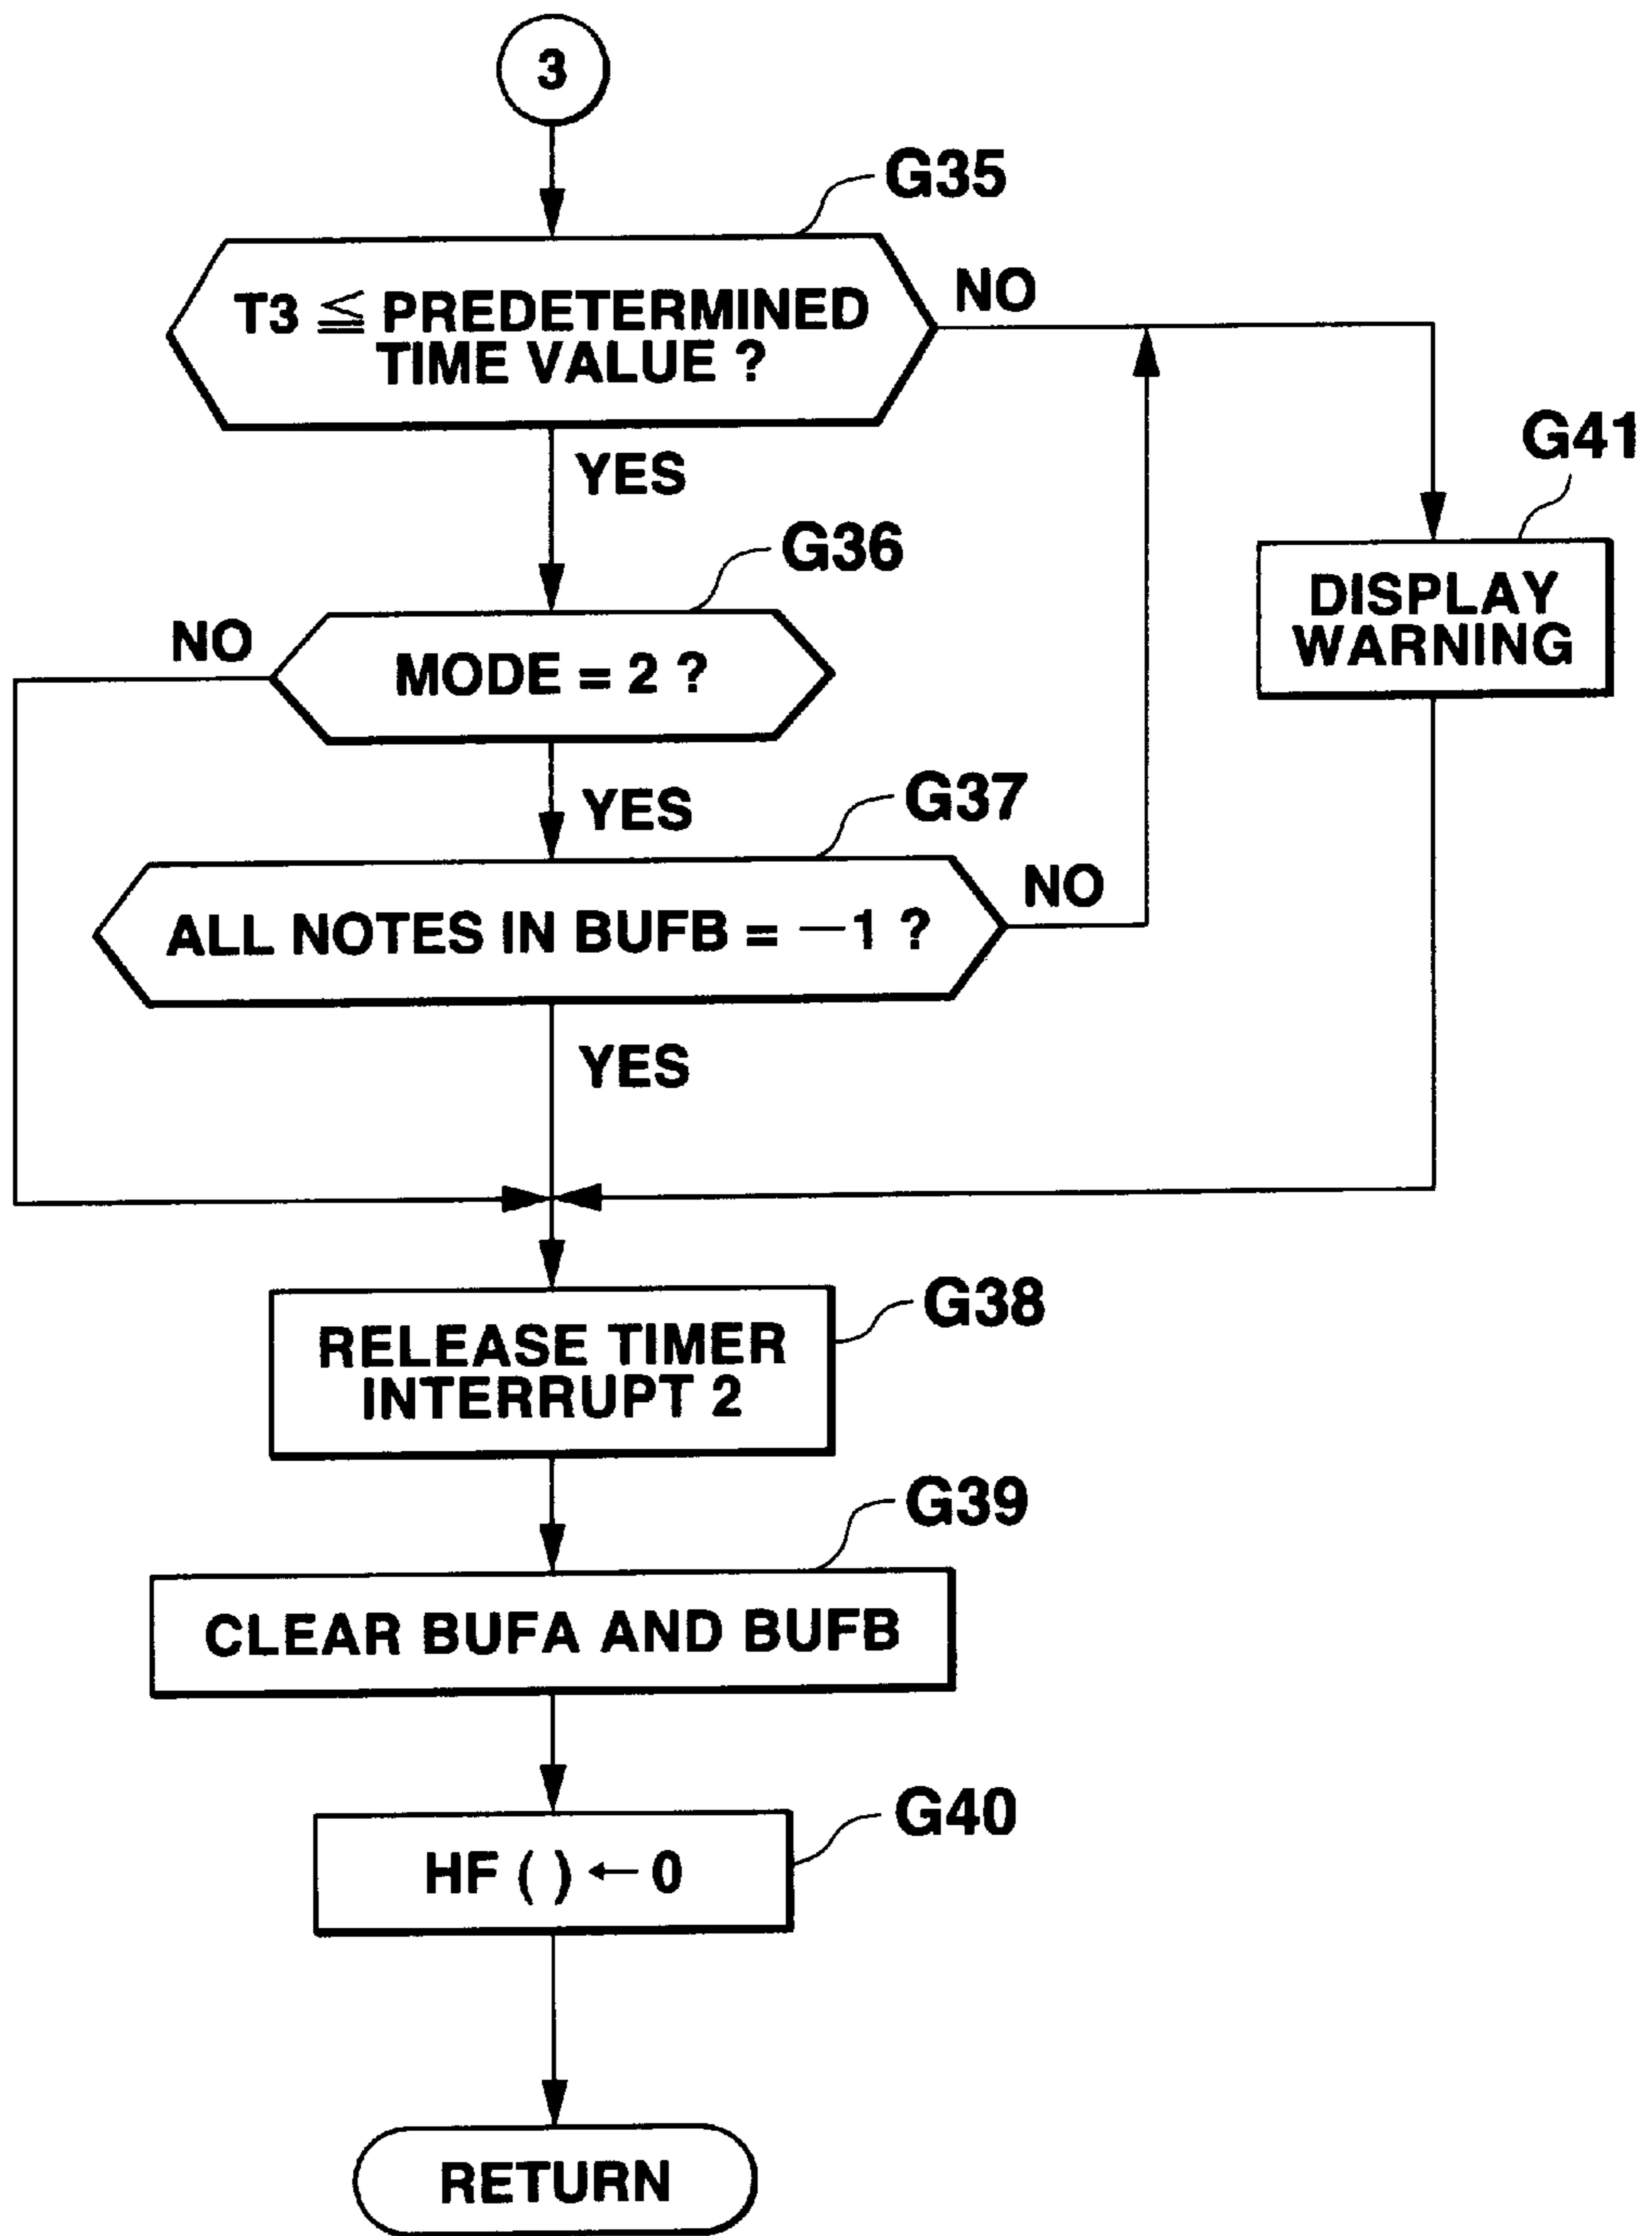 3
G35
T3 ≦ PREDETERMINED
TIME VALUE ?
NO
YES
G41
DISPLAY
WARNING
G36
NO
MODE = 2 ?
YES
G37
ALL NOTES IN BUFB = —1 ?
NO
YES
G38
RELEASE TIMER
INTERRUPT 2
G39
CLEAR BUFA AND BUFB
G40
HF ( ) ← 0
RETURN